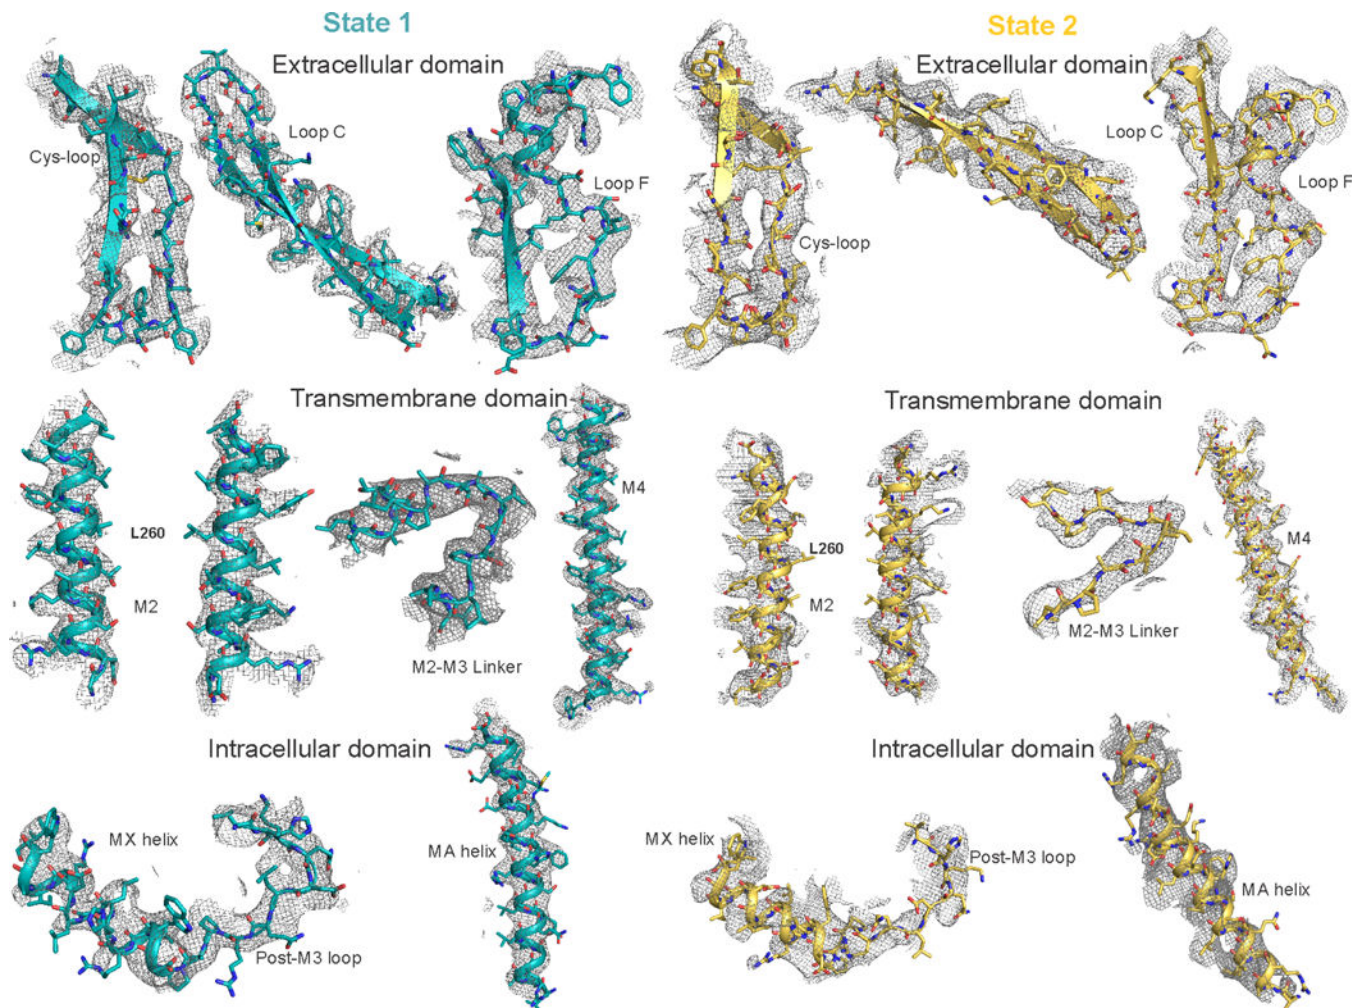 State 1
State 2
Extracellular domain
Extracellular domain
Loop C
Cys-loop
Loop F
Loop C
Loop F
Cys-loop
Transmembrane domain
Transmembrane domain
M4
L260
M2
M2-M3 Linker
M4
L260
M2
M2-M3 Linker
Intracellular domain
Intracellular domain
MX helix
MA helix
Post-M3 loop
MX helix
Post-M3 loop
MA helix